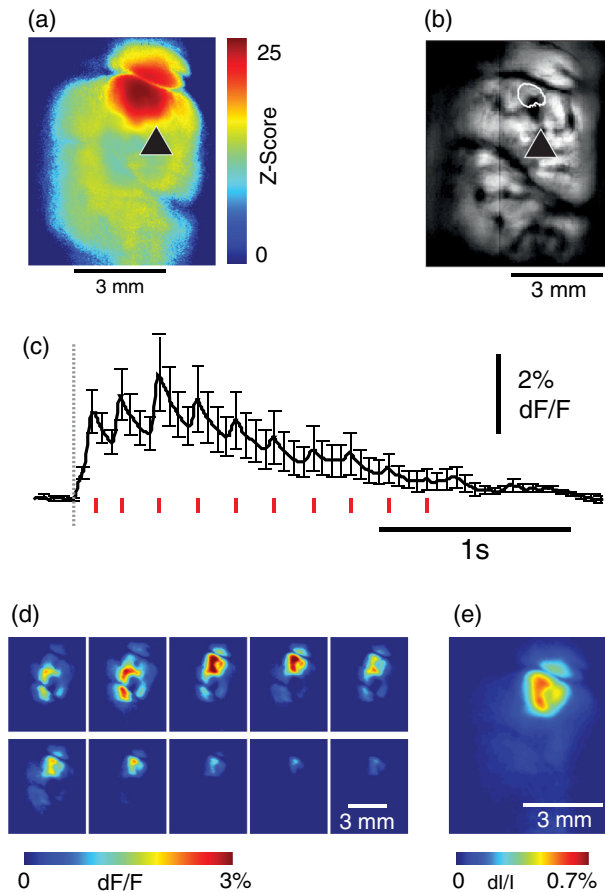 (a)
25
Z-Score
0
3 mm
(b)
3 mm
(c)
2%
dF/F
1s
(d)
3 mm
0
dF/F
3%
(e)
3 mm
0
dI/I
0.7%